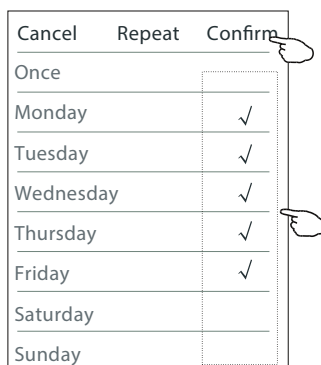 Cancel Repeat Confirm
Once
Monday √
Tuesday √
Wednesday √
Thursday √
Friday √
Saturday
Sunday